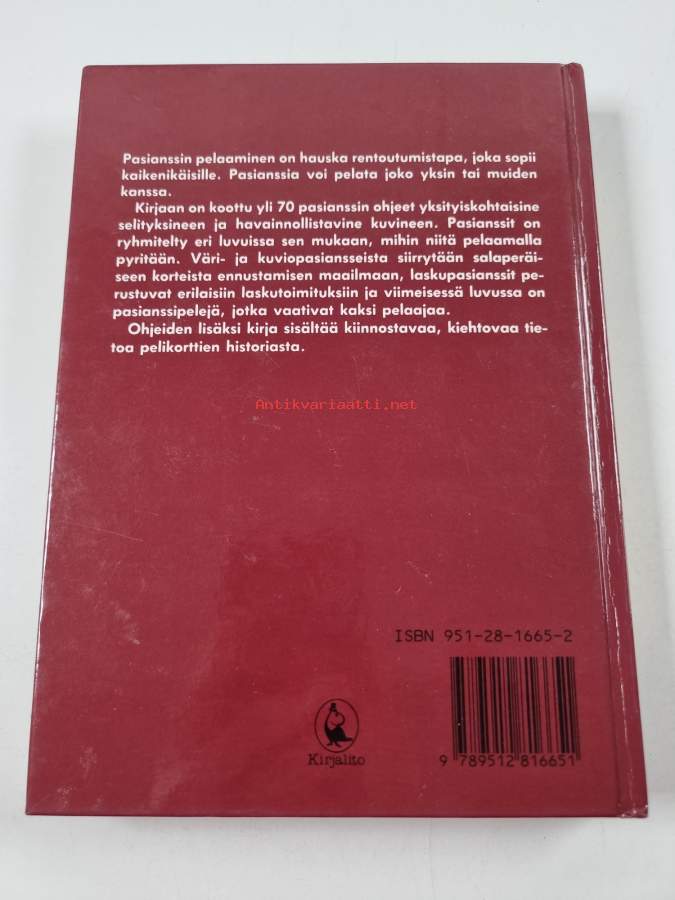 Pasianssin pelaaminen on hauska rentoutumistapa, joka sopii
kaikenikäisille. Pasianssia voi pelata joko yksin tai muiden
kanssa.
Kirjaan on koottu yli 70 pasianssin ohjeet yksityiskohtaisine
selityksineen ja havainnollistavine kuvineen. Pasianssit on
ryhmitelty eri luvuissa sen mukaan, mihin niitä pelaamalla
pyritään. Väri- ja kuviopasiansseista siirrytään salaperäi-
seen korteista ennustamisen maailmaan, laskupasianssit pe-
rustuvat erilaisiin laskutoimituksiin ja viimeisessä luvussa on
pasianssipelejä, jotka vaativat kaksi pelaajaa.
Ohjeiden lisäksi kirja sisältää kiinnostavaa, kiehtovaa tie-
toa pelikorttien historiasta.
Antikvariaatti.net
ISBN 951-28-1665-2
Kirjalito
9 789512 816651